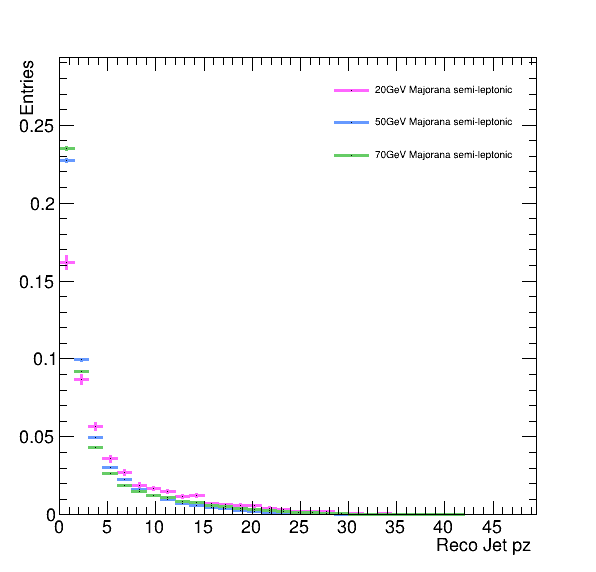 Entries
0.25
0.2
0.15
0.1
0.05
0
20GeV Majorana semi-leptonic
50GeV Majorana semi-leptonic
70GeV Majorana semi-leptonic
0 5 10 15 20 25 30 35 40 45
Reco Jet pz